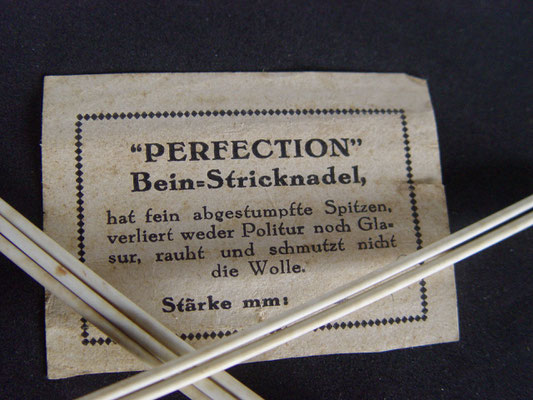 "PERFECTION"
Bein=Stricknadel,
hat fein abgestumpfte Spitzen,
verliert weder Politur noch Gla=
sur, rauht und schmutzt nicht
die Wolle.
Stärke mm: